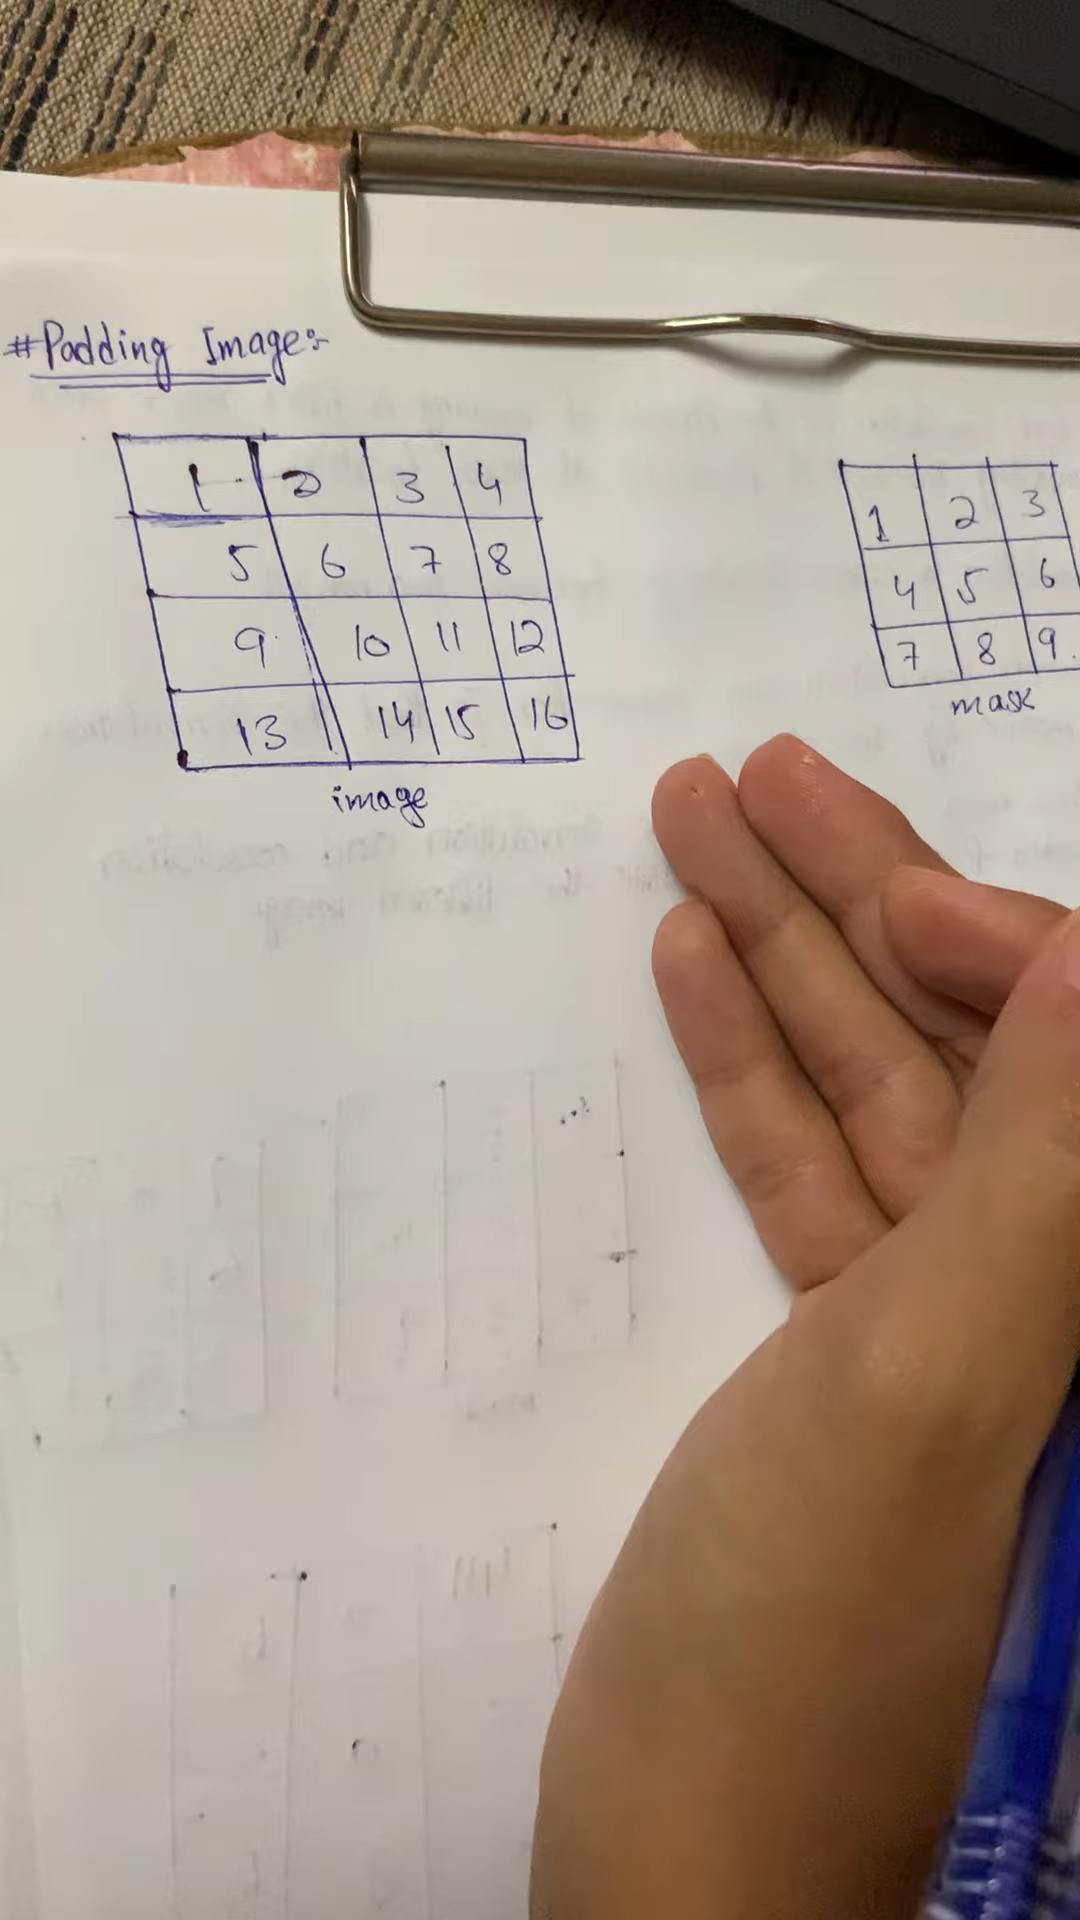 #Padding Image:-
1 2 3 4
5 6 7 8
9 10 11 12
13 14 15 16
image
1 2 3
4 5 6
7 8 9
mask